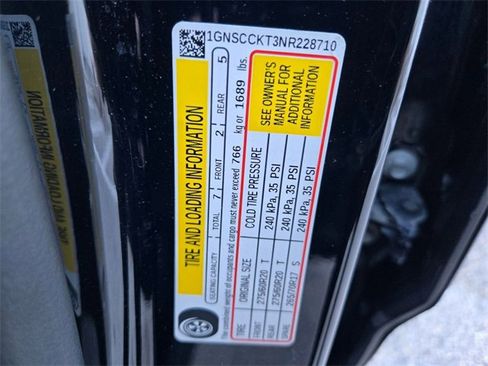 1GNSCCKT3NR228710
TIRE AND LOADING INFORMATION
SEATING CAPACITY TOTAL 7 FRONT 2 REAR 5
The combined weight of occupants and cargo must never exceed 766 kg or 1689 lbs.
TIRE ORIGINAL SIZE COLD TIRE PRESSURE
FRONT 275/60R20 T 240 kPa, 35 PSI
REAR 275/60R20 T 240 kPa, 35 PSI
SPARE 265/70R17 S 240 kPa, 35 PSI
SEE OWNER'S
MANUAL FOR
ADDITIONAL
INFORMATION